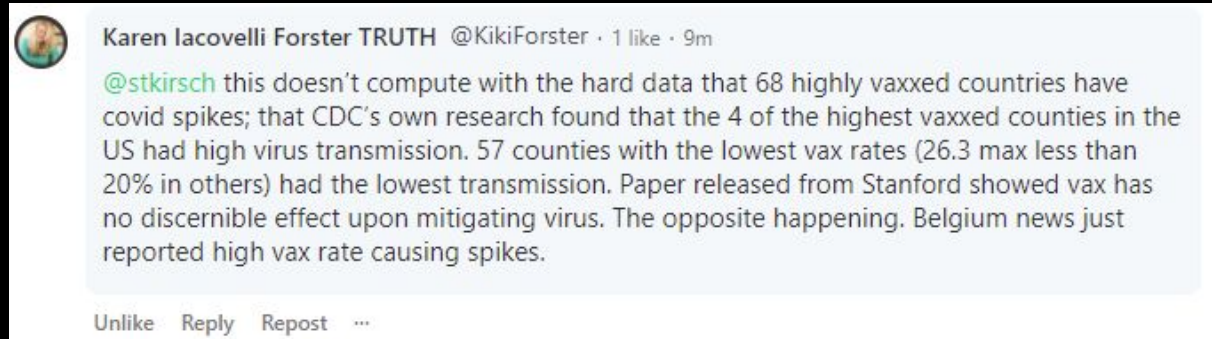 Karen Iacovelli Forster TRUTH @KikiForster · 1 like · 9m
@stkirsch this doesn't compute with the hard data that 68 highly vaxxed countries have
covid spikes; that CDC's own research found that the 4 of the highest vaxxed counties in the
US had high virus transmission. 57 counties with the lowest vax rates (26.3 max less than
20% in others) had the lowest transmission. Paper released from Stanford showed vax has
no discernible effect upon mitigating virus. The opposite happening. Belgium news just
reported high vax rate causing spikes.
Unlike Reply Repost ···